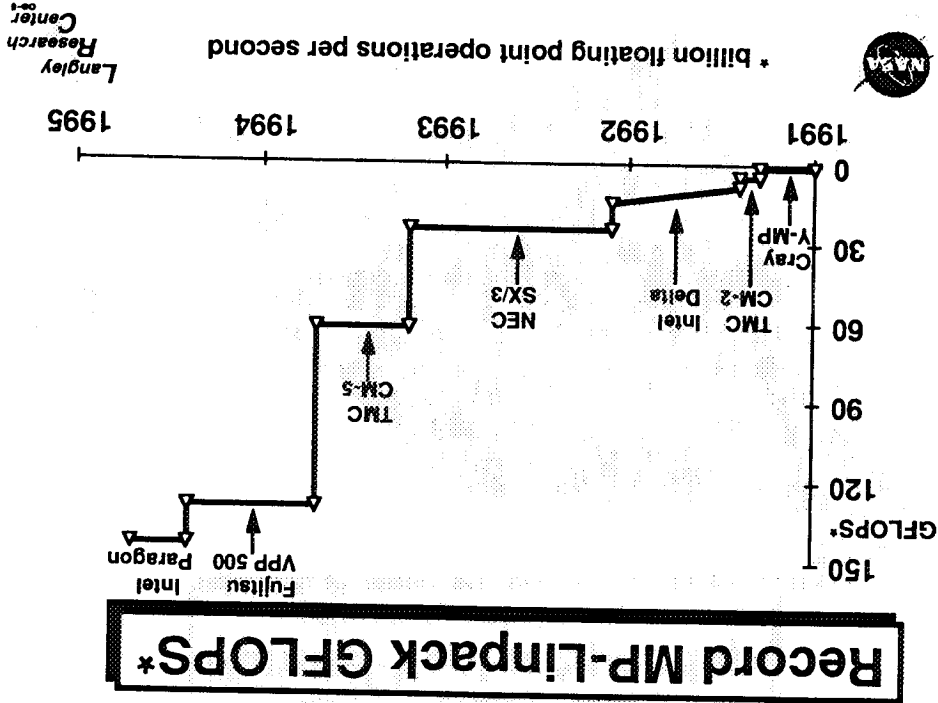 Record MP-Linpack GFLOPS*
GFLOPS*
150
120
90
60
30
0
Cray
Y-MP
TMC
CM-2
Intel
Delta
NEC
SX/3
TMC
CM-5
Fujitsu
VPP 500
Intel
Paragon
1991
1992
1993
1994
1995
* billion floating point operations per second
NASA
Langley
Research
Center